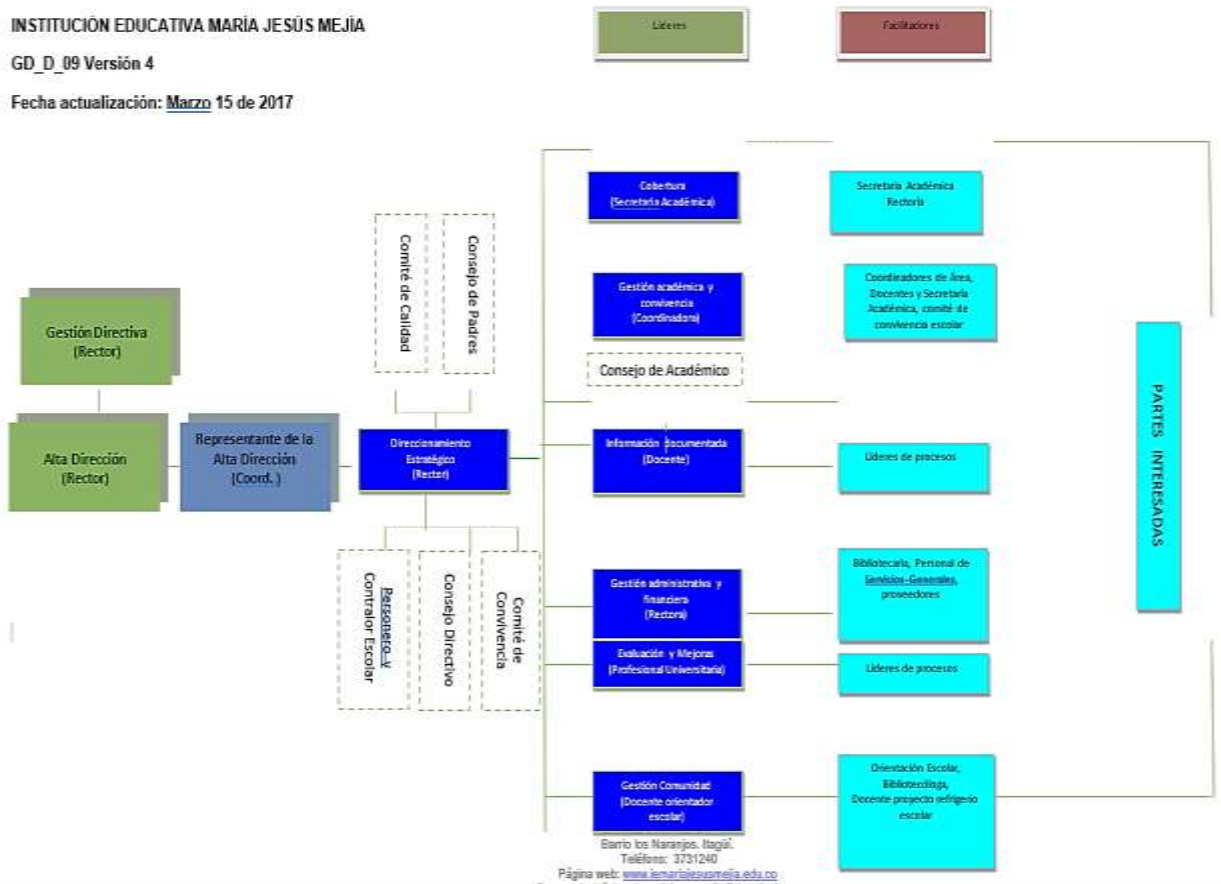 INSTITUCIÓN EDUCATIVA MARÍA JESÚS MEJÍA
GD_D_09 Versión 4
Fecha actualización: Marzo 15 de 2017
Líderes
Facilitadores
Cobertura
(Secretaria Académica)
Secretaria Académica
Rectoría
Comité de Calidad
Consejo de Padres
Gestión académica y
convivencia
(Coordinadora)
Coordinadores de Área,
Docentes y Secretaria
Académica, comité de
convivencia escolar
Gestión Directiva
(Rector)
Consejo de Académico
Alta Dirección
(Rector)
Representante de la
Alta Dirección
(Coord. )
Direccionamiento
Estratégico
(Rector)
Información documentada
(Docente)
Líderes de procesos
PARTES INTERESADAS
Personero y
Contralor Escolar
Consejo Directivo
Comité de
Convivencia
Gestión administrativa y
financiera
(Rectora)
Bibliotecaria, Personal de
Servicios Generales,
proveedores
Evaluación y Mejoras
(Profesional Universitaria)
Líderes de procesos
Gestión Comunidad
(Docente orientador
escolar)
Orientación Escolar,
Bibliotecóloga,
Docente proyecto refrigerio
escolar
Barrio los Naranjos. Itagüí.
Teléfono: 3731240
Página web: www.iemariajesusmejia.edu.co